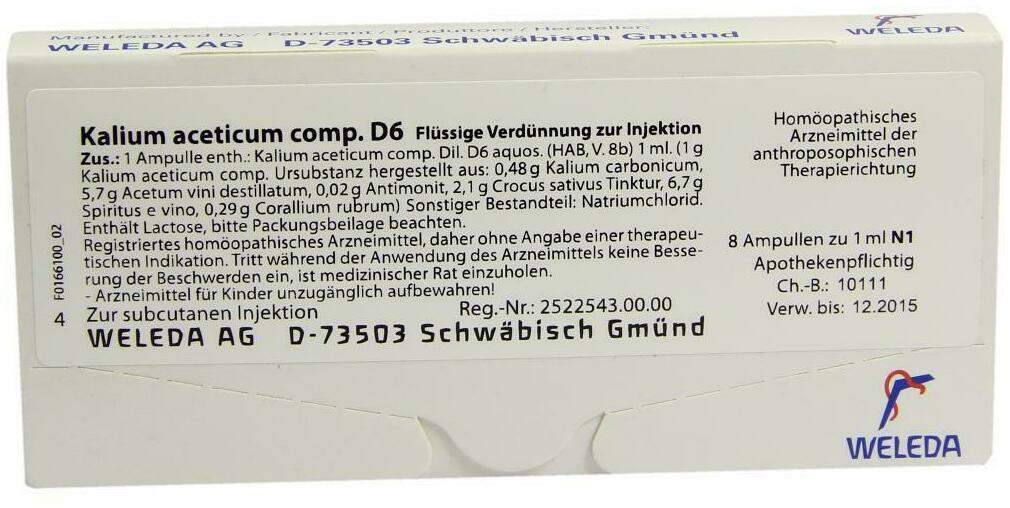 Manufactured by / Fabricant / Produttore / Hersteller:
WELEDA AG D-73503 Schwäbisch Gmünd
WELEDA
Kalium aceticum comp. D6 Flüssige Verdünnung zur Injektion
Zus.: 1 Ampulle enth.: Kalium aceticum comp. Dil. D6 aquos. (HAB, V. 8b) 1 ml. (1 g
Kalium aceticum comp. Ursubstanz hergestellt aus: 0,48 g Kalium carbonicum,
5,7 g Acetum vini destillatum, 0,02 g Antimonit, 2,1 g Crocus sativus Tinktur, 6,7 g
Spiritus e vino, 0,29 g Corallium rubrum) Sonstiger Bestandteil: Natriumchlorid.
Enthält Lactose, bitte Packungsbeilage beachten.
Registriertes homöopathisches Arzneimittel, daher ohne Angabe einer therapeu-
tischen Indikation. Tritt während der Anwendung des Arzneimittels keine Besse-
rung der Beschwerden ein, ist medizinischer Rat einzuholen.
- Arzneimittel für Kinder unzugänglich aufbewahren!
Zur subcutanen Injektion Reg.-Nr.: 2522543.00.00
WELEDA AG D-73503 Schwäbisch Gmünd
F0166100_02
4
Homöopathisches
Arzneimittel der
anthroposophischen
Therapierichtung
8 Ampullen zu 1 ml N1
Apothekenpflichtig
Ch.-B.: 10111
Verw. bis: 12.2015
WELEDA